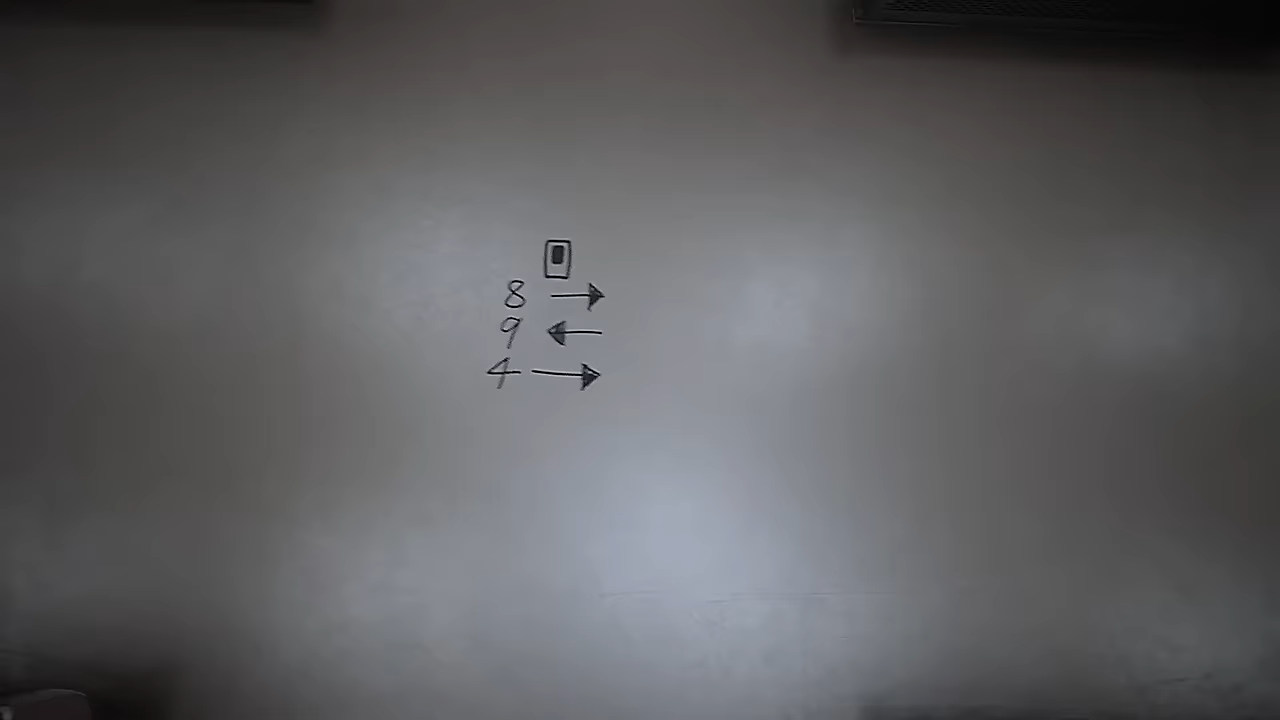 8 →
9 ←
4 →